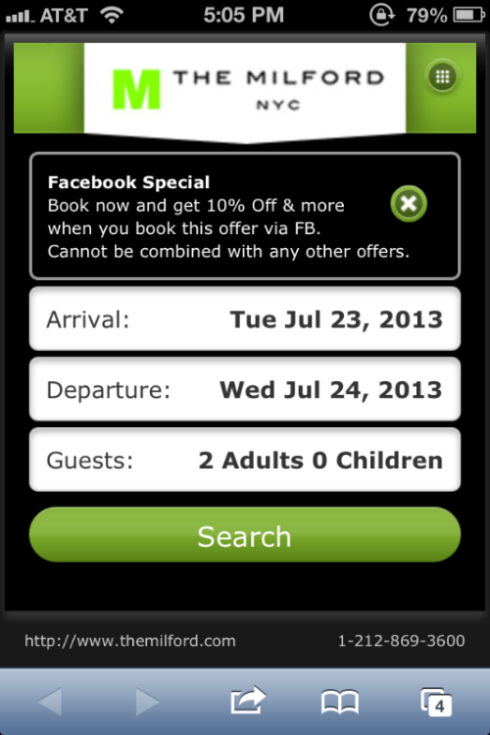 AT&T 5:05 PM 79%
M THE MILFORD
NYC
Facebook Special
Book now and get 10% Off & more
when you book this offer via FB.
Cannot be combined with any other offers.
Arrival: Tue Jul 23, 2013
Departure: Wed Jul 24, 2013
Guests: 2 Adults 0 Children
Search
http://www.themilford.com 1-212-869-3600
4